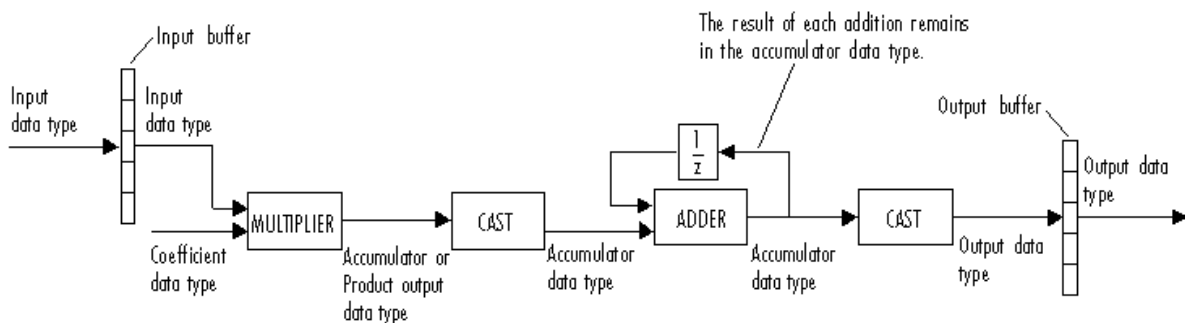 Input buffer
The result of each addition remains
in the accumulator data type.
Input
data type
Input
data type
Output buffer
1
z
Output data
type
MULTIPLIER
CAST
ADDER
CAST
Coefficient
data type
Accumulator or
Product output
data type
Accumulator
data type
Accumulator
data type
Output data
type